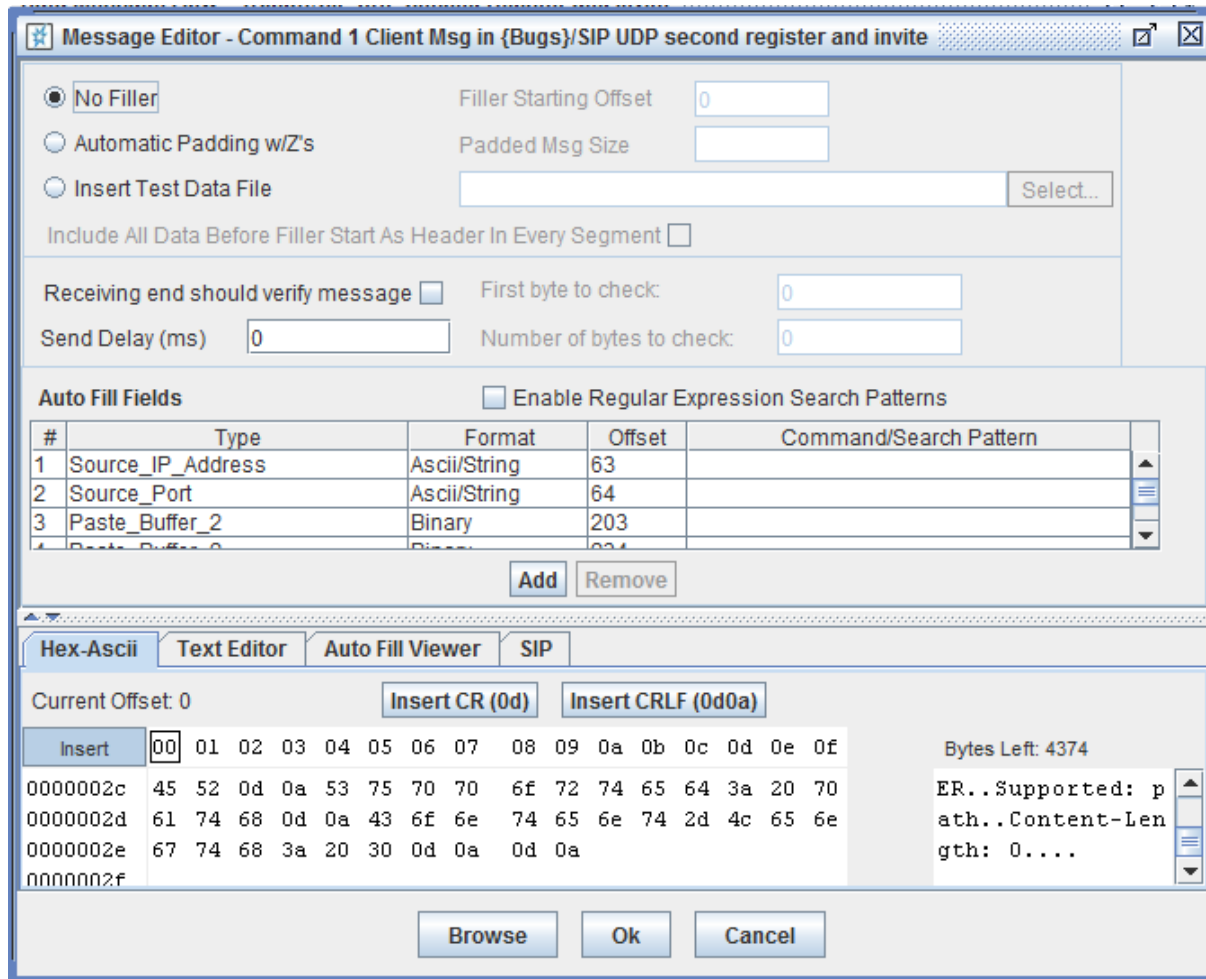 Message Editor - Command 1 Client Msg in {Bugs}/SIP UDP second register and invite
No Filler Filler Starting Offset 0
Automatic Padding w/Z's Padded Msg Size
Insert Test Data File Select...
Include All Data Before Filler Start As Header In Every Segment
Receiving end should verify message First byte to check: 0
Send Delay (ms) 0 Number of bytes to check: 0
Auto Fill Fields Enable Regular Expression Search Patterns
# Type Format Offset Command/Search Pattern
1 Source_IP_Address Ascii/String 63
2 Source_Port Ascii/String 64
3 Paste_Buffer_2 Binary 203
Add Remove
Hex-Ascii Text Editor Auto Fill Viewer SIP
Current Offset: 0 Insert CR (0d) Insert CRLF (0d0a)
Insert 00 01 02 03 04 05 06 07 08 09 0a 0b 0c 0d 0e 0f Bytes Left: 4374
0000002c 45 52 0d 0a 53 75 70 70 6f 72 74 65 64 3a 20 70 ER..Supported: p
0000002d 61 74 68 0d 0a 43 6f 6e 74 65 6e 74 2d 4c 65 6e ath..Content-Len
0000002e 67 74 68 3a 20 30 0d 0a 0d 0a gth: 0....
0000002f
Browse Ok Cancel